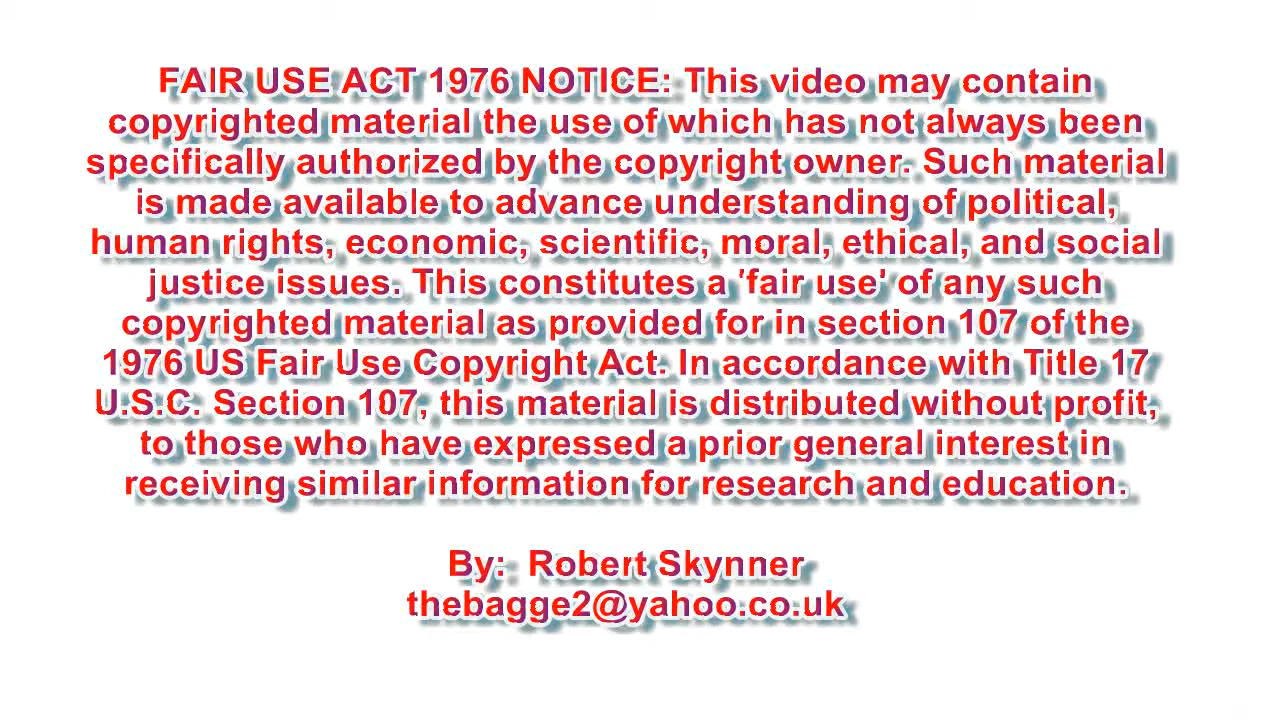 FAIR USE ACT 1976 NOTICE: This video may contain
copyrighted material the use of which has not always been
specifically authorized by the copyright owner. Such material
is made available to advance understanding of political,
human rights, economic, scientific, moral, ethical, and social
justice issues. This constitutes a 'fair use' of any such
copyrighted material as provided for in section 107 of the
1976 US Fair Use Copyright Act. In accordance with Title 17
U.S.C. Section 107, this material is distributed without profit,
to those who have expressed a prior general interest in
receiving similar information for research and education.
By:  Robert Skynner
thebagge2@yahoo.co.uk